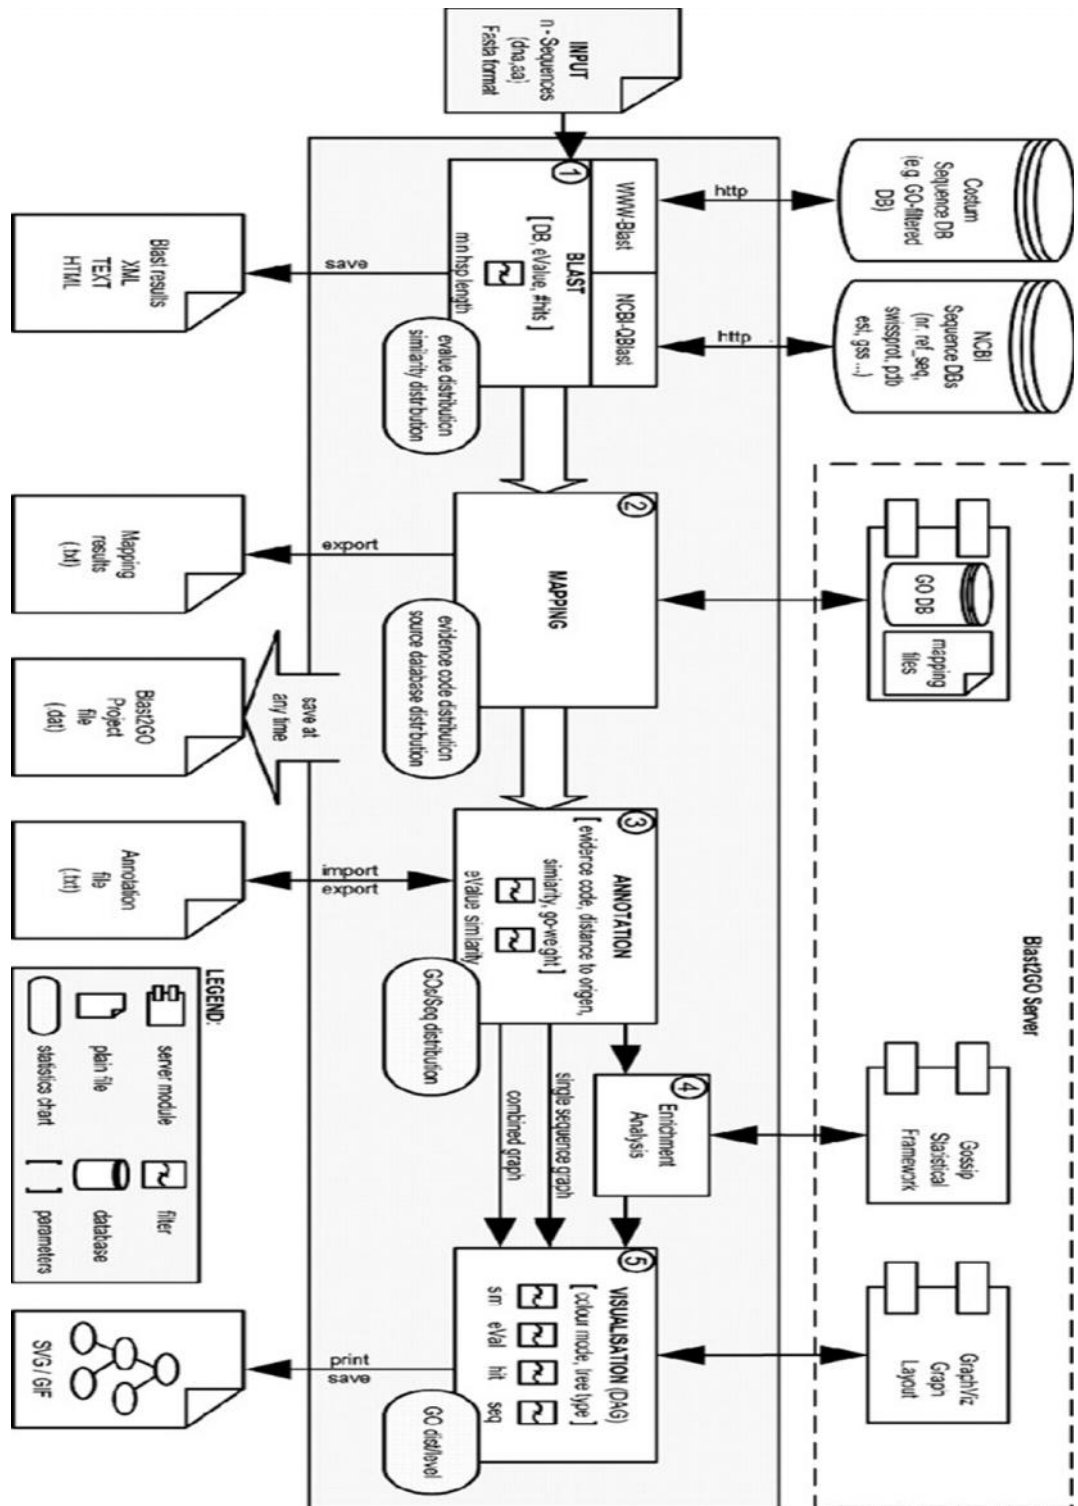 INPUT
n - Sequences
(dna,aa)
Fasta format
Costum
Sequence DB
(e.g. GO-filtered
DB)
NCBI
Sequence DBs
(nr, ref_seq,
swissprot, pdb
est, gss ...)
http
http
1
WWW-Blast
NCBI-QBlast
BLAST
[ DB, eValue, #hits ]
min hsp length
evalue distribution
similarity distribution
save
Blast results
XML
TEXT
HTML
Blast2GO Server
GO DB
mapping
files
2
MAPPING
evidence code distribution
source database distribution
export
Mapping
results
(.txt)
save at
any time
Blast2GO
Project
file
(.dat)
3
ANNOTATION
[ evidence code, distance to origen,
similarity, go-weight ]
eValue similarity
GOs/Seq distribution
import
export
Annotation
file
(.txt)
Gossip
Statistical
Framework
4
Enrichment
Analysis
single sequence graph
combined graph
GraphViz
Graph
Layout
5
VISUALISATION (DAG)
[ colour mode, tree type ]
sim eVal hit seq
GO dist/level
print
save
SVG / GIF
LEGEND:
server module
filter
plain file
database
statistics chart
[ ] parameters